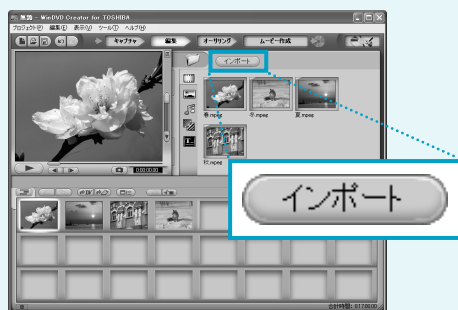 無題 - WinDVD Creator for TOSHIBA
プロジェクト(P) 編集(E) 表示(V) ツール(T) ヘルプ(H)
キャプチャ 編集 オーサリング ムービー作成
インポート
春.mpeg 冬.mpeg 夏.mpeg
秋.mpeg
インポート